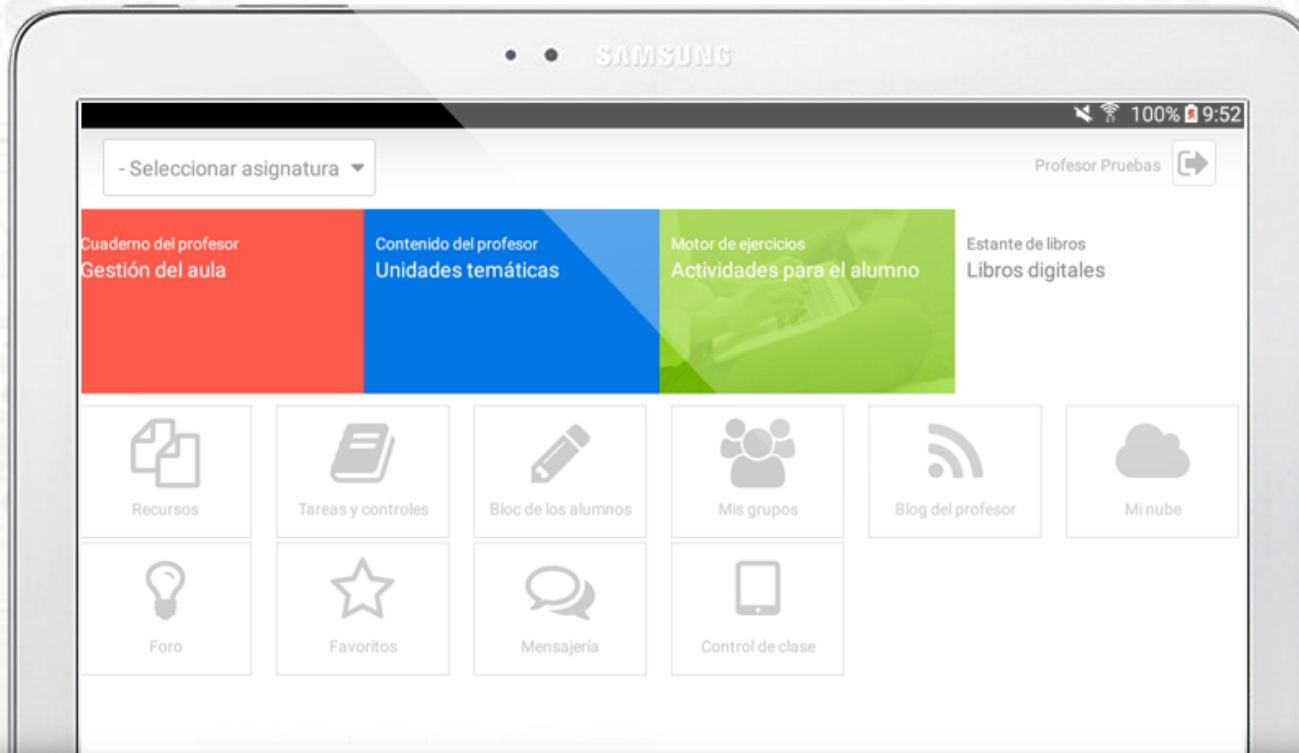 SAMSUNG
100% 9:52
- Seleccionar asignatura
Profesor Pruebas
Cuaderno del profesor
Gestión del aula
Contenido del profesor
Unidades temáticas
Motor de ejercicios
Actividades para el alumno
Estante de libros
Libros digitales
Recursos
Tareas y controles
Bloc de los alumnos
Mis grupos
Blog del profesor
Mi nube
Foro
Favoritos
Mensajería
Control de clase